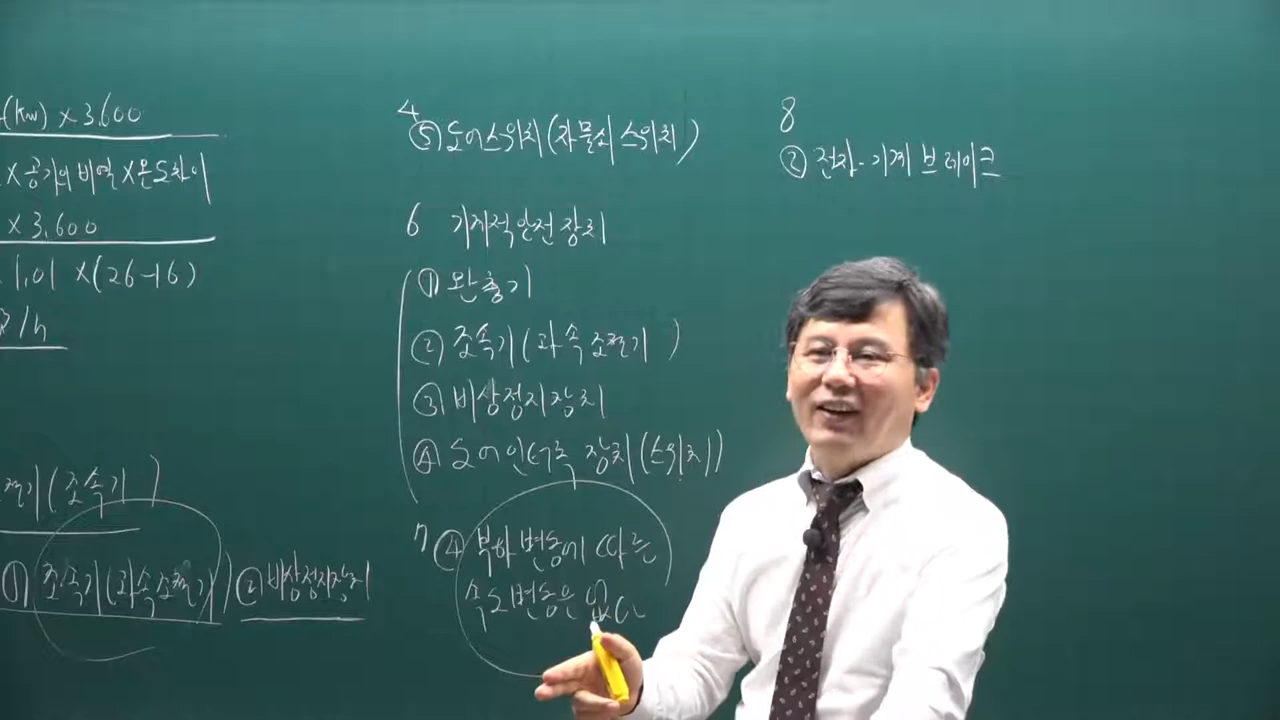 (kW) × 3,600
× 공기의 비열 × 온도차이
× 3,600
1.01 × (26-16)
/h
(조속기)
① 조속기(과속조절기) ② 비상정지장치
4
⑤ 도어스위치(자물쇠 스위치)
6 기계적안전장치
① 완충기
② 조속기(과속조절기)
③ 비상정지장치
④ 도어인터록 장치(스위치)
7 ④ 부하변동에 따른
속도변동은 없다
8
② 전자-기계 브레이크